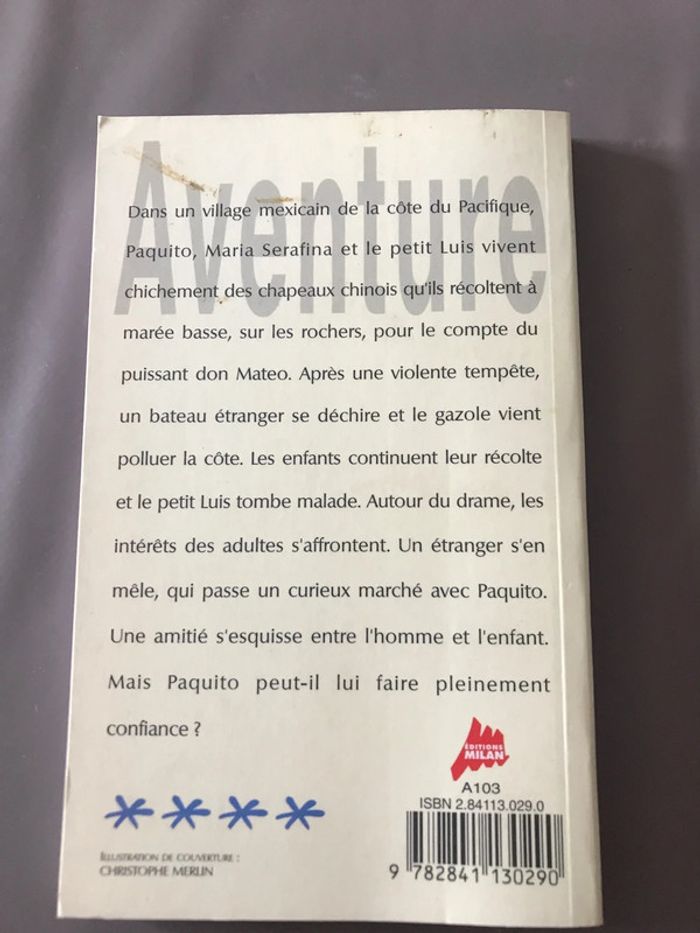 Aventure
Dans un village mexicain de la côte du Pacifique,
Paquito, Maria Serafina et le petit Luis vivent
chichement des chapeaux chinois qu'ils récoltent à
marée basse, sur les rochers, pour le compte du
puissant don Mateo. Après une violente tempête,
un bateau étranger se déchire et le gazole vient
polluer la côte. Les enfants continuent leur récolte
et le petit Luis tombe malade. Autour du drame, les
intérêts des adultes s'affrontent. Un étranger s'en
mêle, qui passe un curieux marché avec Paquito.
Une amitié s'esquisse entre l'homme et l'enfant.
Mais Paquito peut-il lui faire pleinement
confiance ?
ÉDITIONS
MILAN
A103
ISBN 2.84113.029.0
9 782841 130290
ILLUSTRATION DE COUVERTURE :
CHRISTOPHE MERLIN